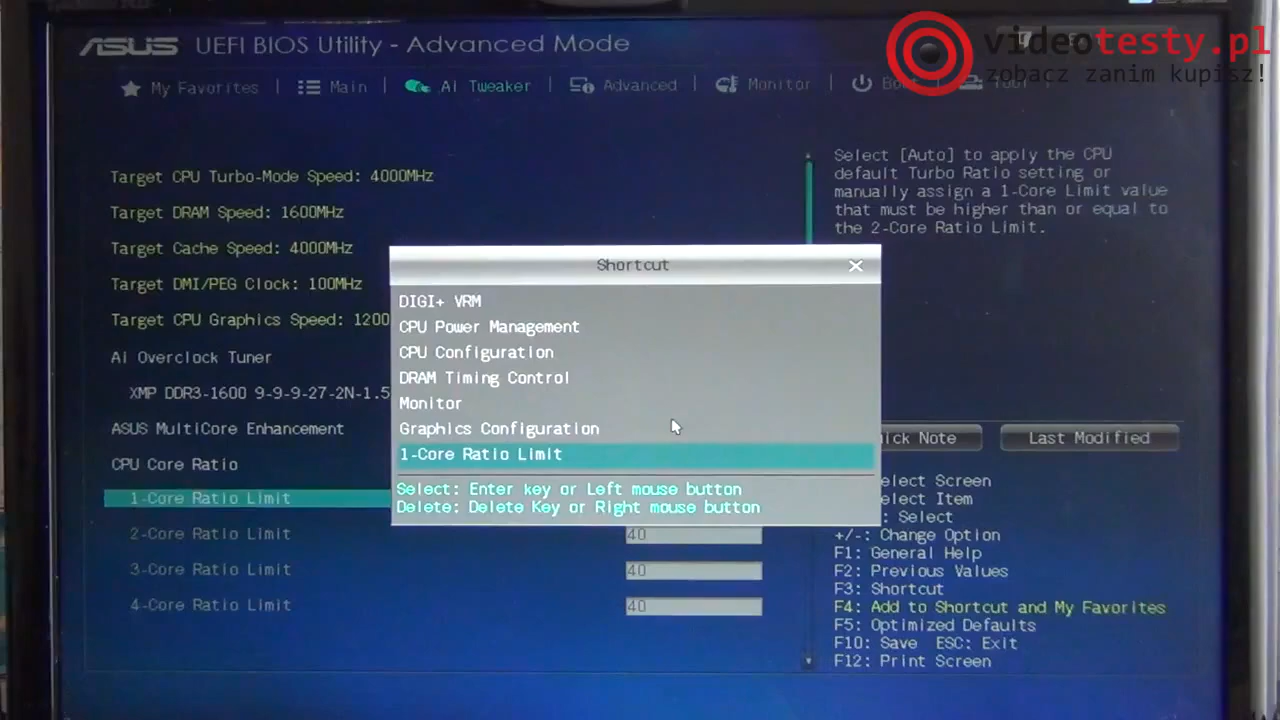 ASUS UEFI BIOS Utility - Advanced Mode
videotesty.pl
zobacz zanim kupisz!
My Favorites | Main | Ai Tweaker | Advanced | Monitor | Boot | Tool
Target CPU Turbo-Mode Speed: 4000MHz
Target DRAM Speed: 1600MHz
Target Cache Speed: 4000MHz
Target DMI/PEG Clock: 100MHz
Target CPU Graphics Speed: 1200
Ai Overclock Tuner
XMP DDR3-1600 9-9-9-27-2N-1.5
ASUS MultiCore Enhancement
CPU Core Ratio
1-Core Ratio Limit
2-Core Ratio Limit 40
3-Core Ratio Limit 40
4-Core Ratio Limit 40
Shortcut
DIGI+ VRM
CPU Power Management
CPU Configuration
DRAM Timing Control
Monitor
Graphics Configuration
1-Core Ratio Limit
Select: Enter key or Left mouse button
Delete: Delete Key or Right mouse button
Select [Auto] to apply the CPU
default Turbo Ratio setting or
manually assign a 1-Core Limit value
that must be higher than or equal to
the 2-Core Ratio Limit.
ick Note Last Modified
elect Screen
elect Item
: Select
+/-: Change Option
F1: General Help
F2: Previous Values
F3: Shortcut
F4: Add to Shortcut and My Favorites
F5: Optimized Defaults
F10: Save ESC: Exit
F12: Print Screen